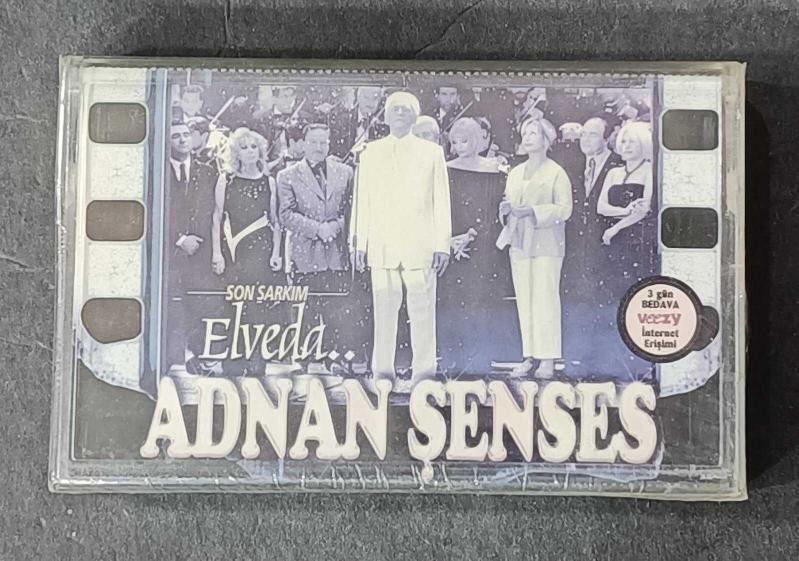 SON ŞARKIM
Elveda..
3 gün
BEDAVA
veezy
İnternet
Erişimi
ADNAN ŞENSES